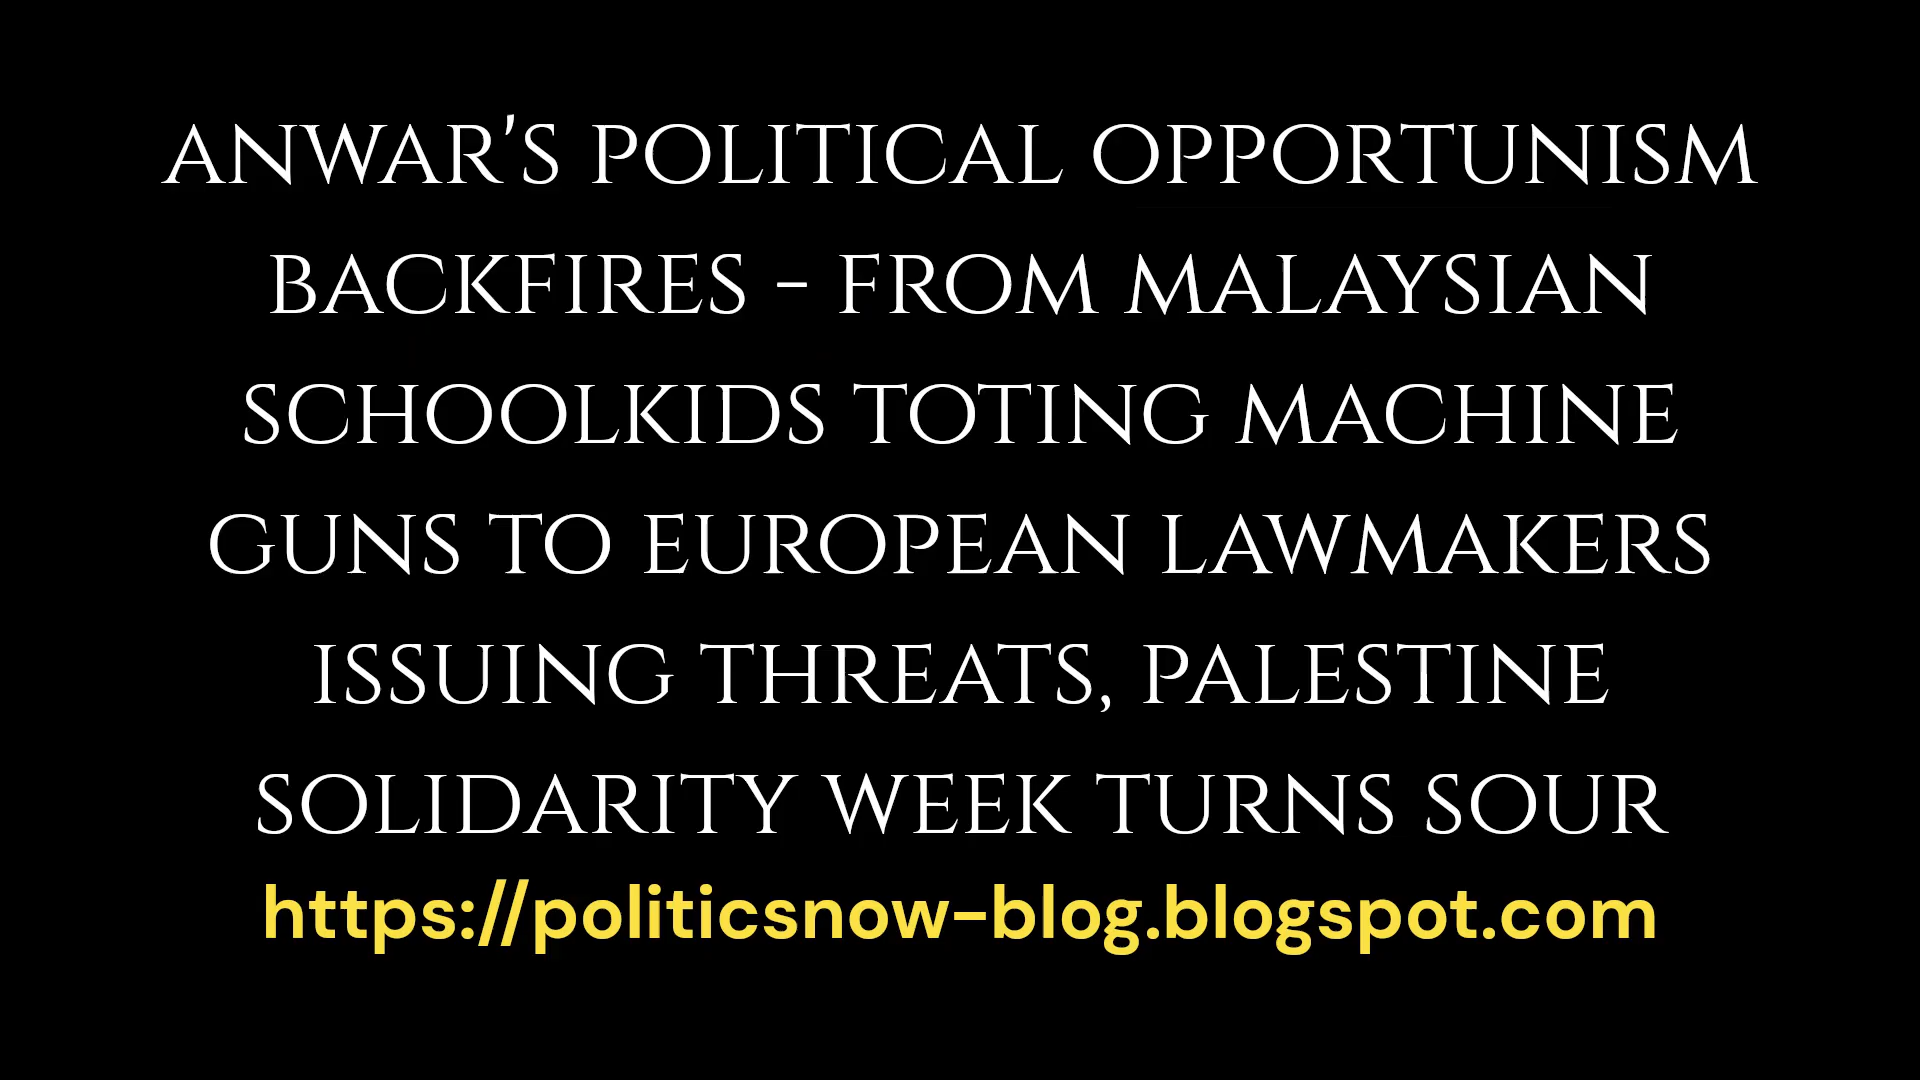 ANWAR'S POLITICAL OPPORTUNISM
BACKFIRES - FROM MALAYSIAN
SCHOOLKIDS TOTING MACHINE
GUNS TO EUROPEAN LAWMAKERS
ISSUING THREATS, PALESTINE
SOLIDARITY WEEK TURNS SOUR
https://politicsnow-blog.blogspot.com